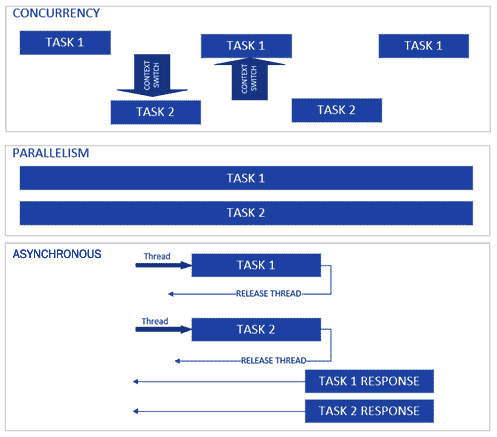 CONCURRENCY
TASK 1
TASK 1
TASK 1
CONTEXT
SWITCH
CONTEXT
SWITCH
TASK 2
TASK 2
PARALLELISM
TASK 1
TASK 2
ASYNCHRONOUS
Thread
TASK 1
RELEASE THREAD
Thread
TASK 2
RELEASE THREAD
TASK 1 RESPONSE
TASK 2 RESPONSE